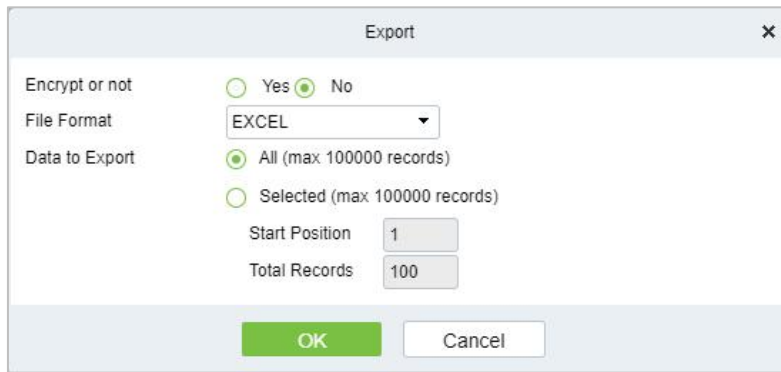 Export
Encrypt or not Yes No
File Format EXCEL
Data to Export All (max 100000 records)
Selected (max 100000 records)
Start Position 1
Total Records 100
OK Cancel